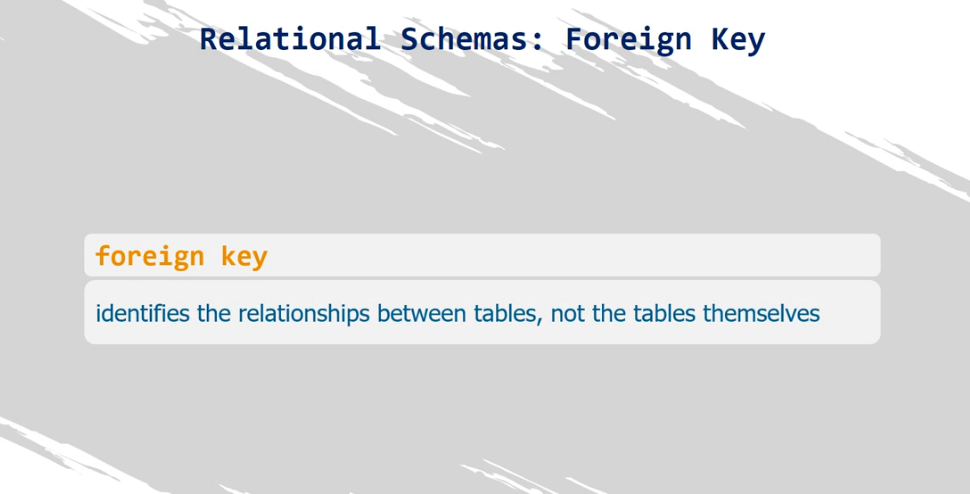 Relational Schemas: Foreign Key
foreign key
identifies the relationships between tables, not the tables themselves